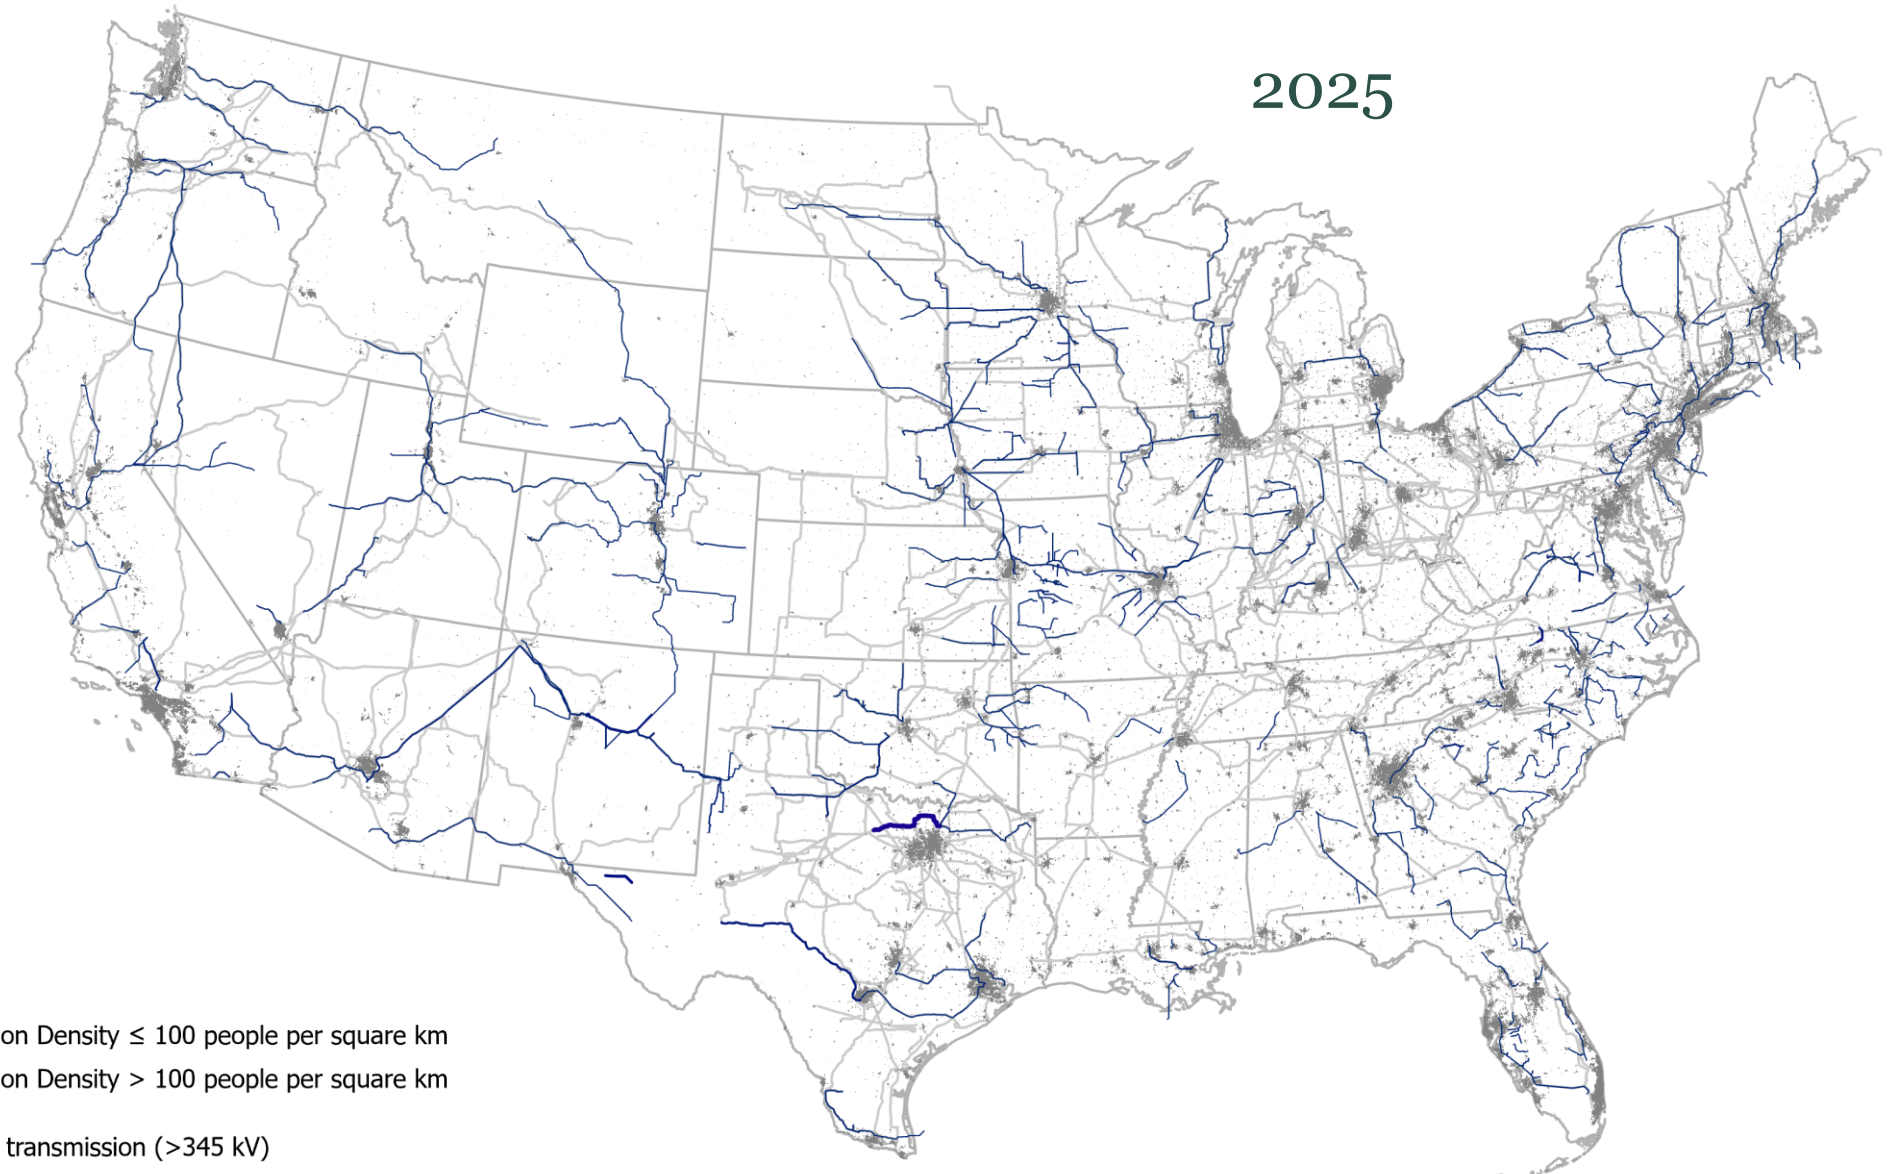 2025
on Density ≤ 100 people per square km
on Density > 100 people per square km
transmission (>345 kV)